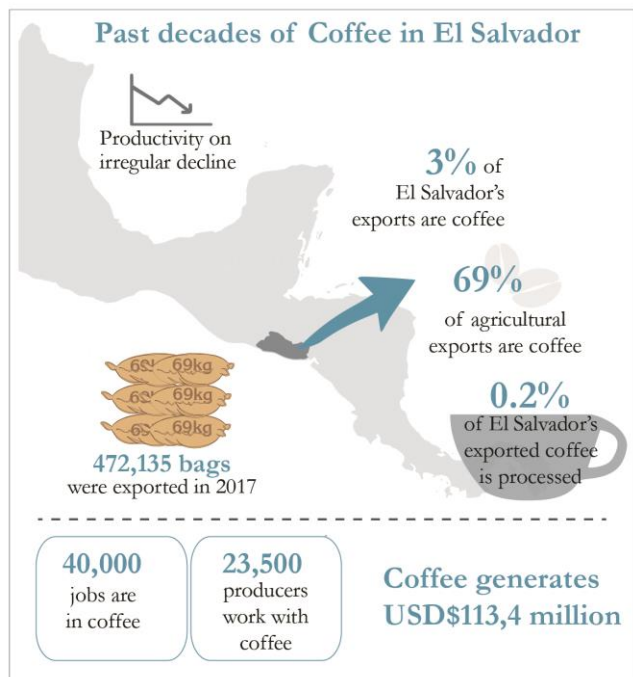 Past decades of Coffee in El Salvador
Productivity on
irregular decline
3% of
El Salvador's
exports are coffee
69%
of agricultural
exports are coffee
0.2%
of El Salvador's
exported coffee
is processed
69kg
69kg
69kg
472,135 bags
were exported in 2017
40,000
jobs are
in coffee
23,500
producers
work with
coffee
Coffee generates
USD$113,4 million